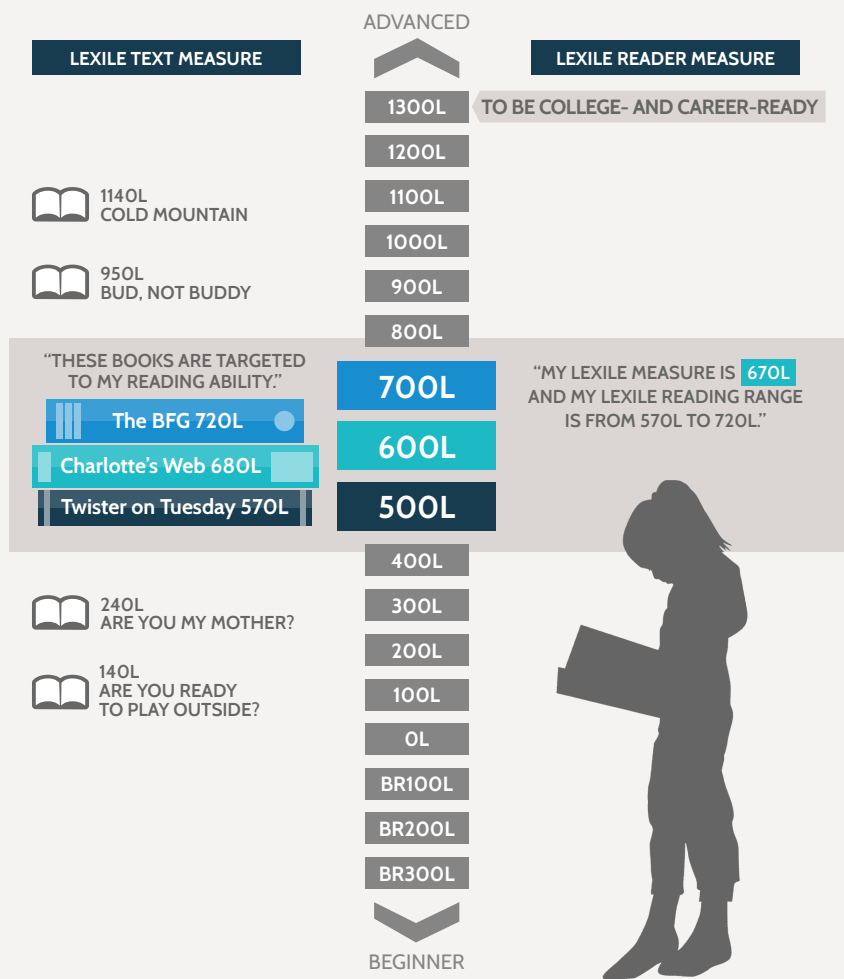 ADVANCED
LEXILE TEXT MEASURE
LEXILE READER MEASURE
1300L
TO BE COLLEGE- AND CAREER-READY
1200L
1140L
COLD MOUNTAIN
1100L
1000L
950L
BUD, NOT BUDDY
900L
800L
“THESE BOOKS ARE TARGETED
TO MY READING ABILITY.”
The BFG 720L
Charlotte’s Web 680L
Twister on Tuesday 570L
700L
600L
500L
“MY LEXILE MEASURE IS 670L
AND MY LEXILE READING RANGE
IS FROM 570L TO 720L.”
400L
240L
ARE YOU MY MOTHER?
300L
200L
140L
ARE YOU READY
TO PLAY OUTSIDE?
100L
0L
BR100L
BR200L
BR300L
BEGINNER